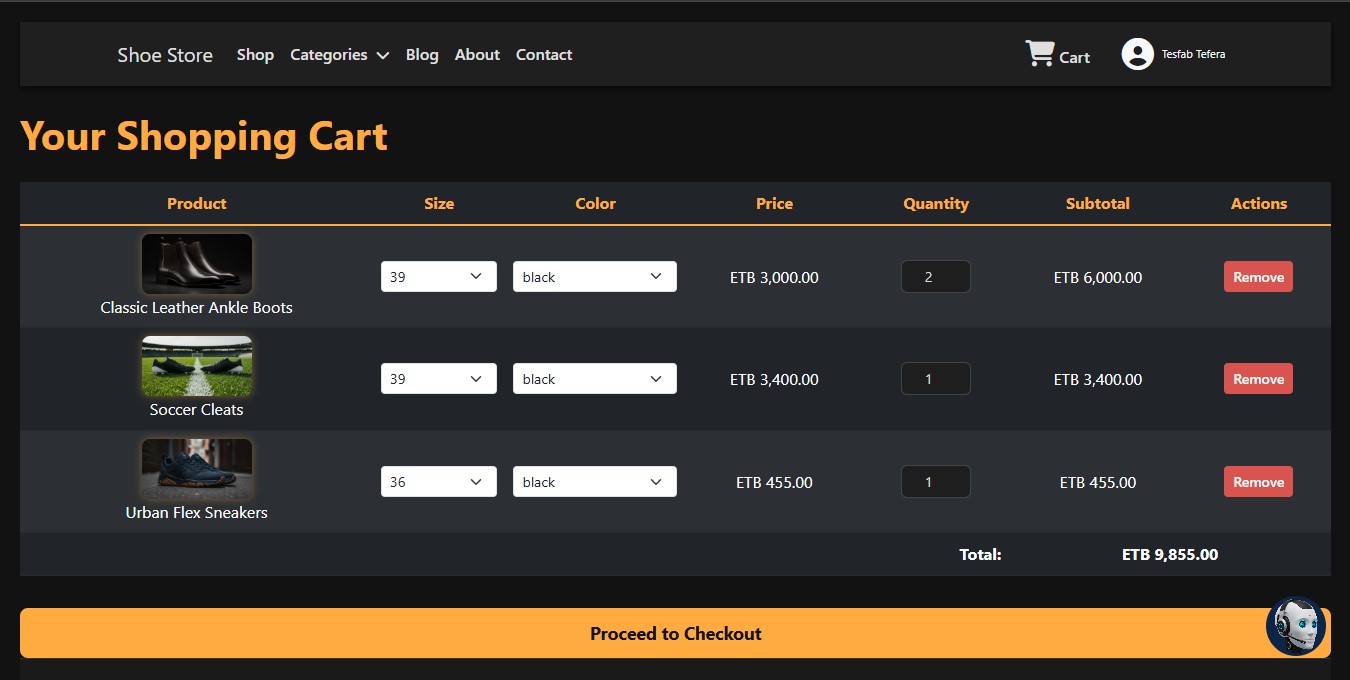 Shoe Store Shop Categories Blog About Contact Cart Tesfab Tefera
Your Shopping Cart
Product Size Color Price Quantity Subtotal Actions
39 black ETB 3,000.00 2 ETB 6,000.00 Remove
Classic Leather Ankle Boots
39 black ETB 3,400.00 1 ETB 3,400.00 Remove
Soccer Cleats
36 black ETB 455.00 1 ETB 455.00 Remove
Urban Flex Sneakers
Total: ETB 9,855.00
Proceed to Checkout